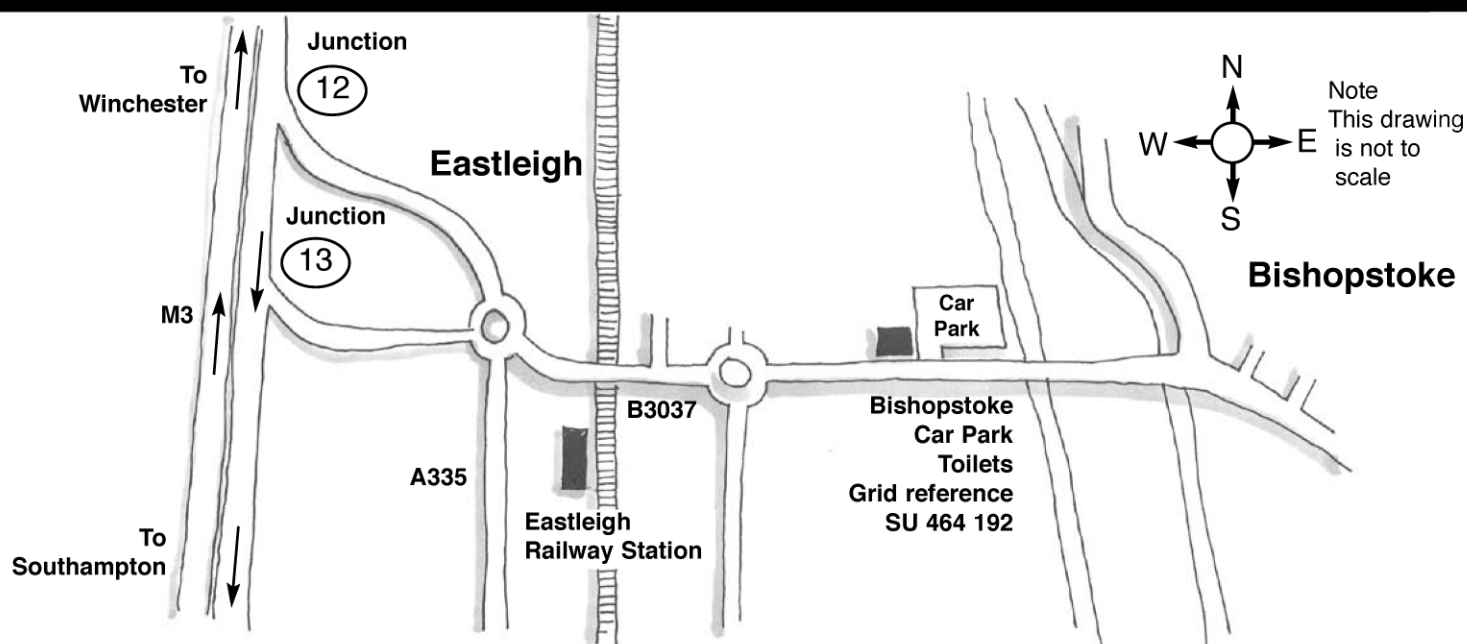 Junction
12
To
Winchester
N
W
E
S
Note
This drawing
is not to
scale
Eastleigh
Junction
13
Bishopstoke
M3
Car
Park
B3037
Bishopstoke
Car Park
Toilets
Grid reference
SU 464 192
A335
Eastleigh
Railway Station
To
Southampton